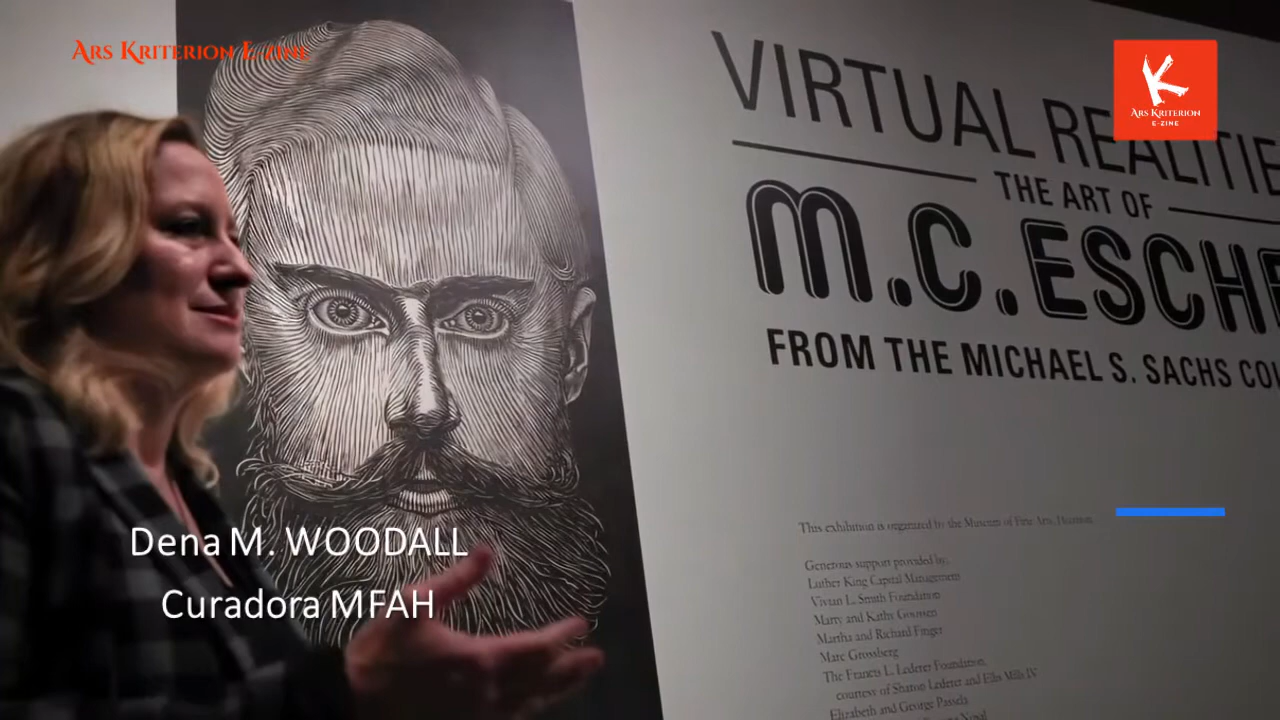 Ars Kriterion E-zine
K
Ars Kriterion
E-ZINE
VIRTUAL REALITIE
THE ART OF
M.C. ESCHE
FROM THE MICHAEL S. SACHS COL
This exhibition is organized by the Museum of Fine Arts, Houston
Generous support provided by:
Luther King Capital Management
Vivian L. Smith Foundation
Marty and Kathy Goossen
Martha and Richard Finger
Marc Grossberg
The Francis L. Lederer Foundation,
courtesy of Sharon Lederer and Ellis Mills IV
Elizabeth and George Passela
Dena M. WOODALL
Curadora MFAH